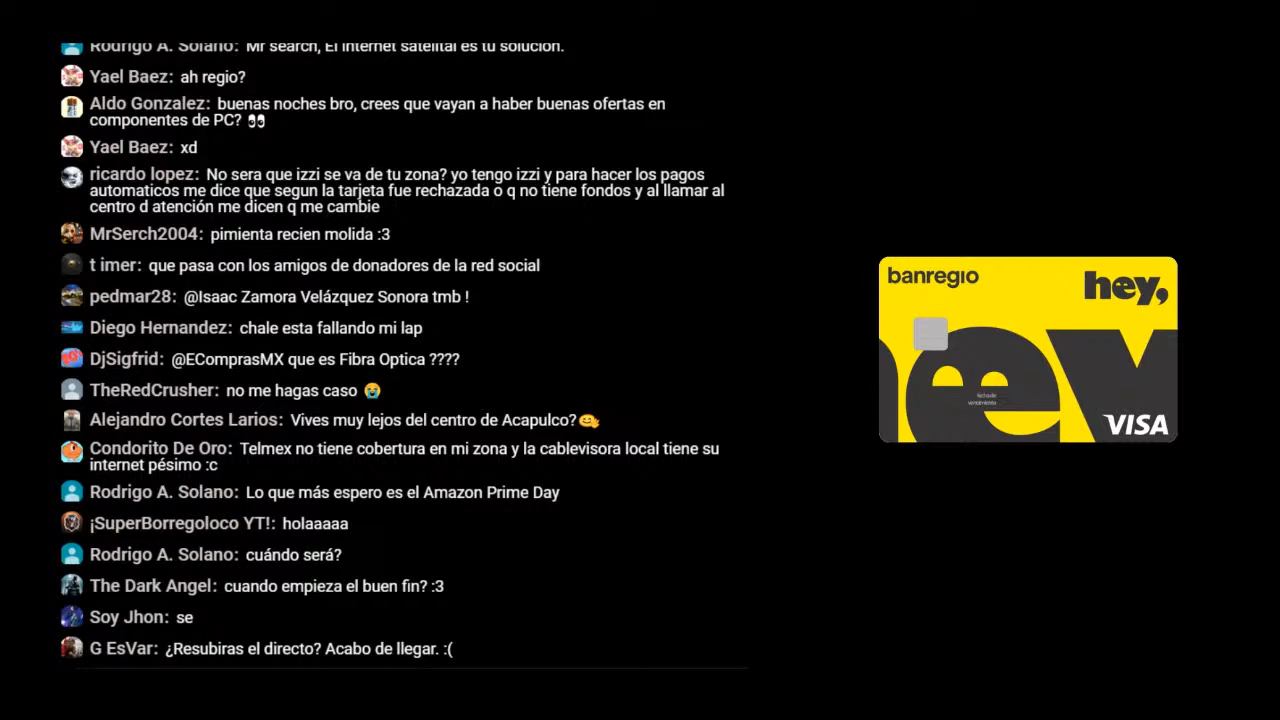 Rodrigo A. Solano: Mr search, El internet satelital es tu solución.
Yael Baez: ah regio?
Aldo Gonzalez: buenas noches bro, crees que vayan a haber buenas ofertas en
componentes de PC? 👀
Yael Baez: xd
ricardo lopez: No sera que izzi se va de tu zona? yo tengo izzi y para hacer los pagos
automaticos me dice que segun la tarjeta fue rechazada o q no tiene fondos y al llamar al
centro d atención me dicen q me cambie
MrSerch2004: pimienta recien molida :3
t imer: que pasa con los amigos de donadores de la red social
pedmar28: @Isaac Zamora Velázquez Sonora tmb !
Diego Hernandez: chale esta fallando mi lap
DjSigfrid: @EComprasMX que es Fibra Optica ????
TheRedCrusher: no me hagas caso 😭
Alejandro Cortes Larios: Vives muy lejos del centro de Acapulco?🤗
Condorito De Oro: Telmex no tiene cobertura en mi zona y la cablevisora local tiene su
internet pésimo :c
Rodrigo A. Solano: Lo que más espero es el Amazon Prime Day
¡SuperBorregoloco YT!: holaaaaa
Rodrigo A. Solano: cuándo será?
The Dark Angel: cuando empieza el buen fin? :3
Soy Jhon: se
G EsVar: ¿Resubiras el directo? Acabo de llegar. :(
banregio
hey,
hey
fecha de
vencimiento
VISA